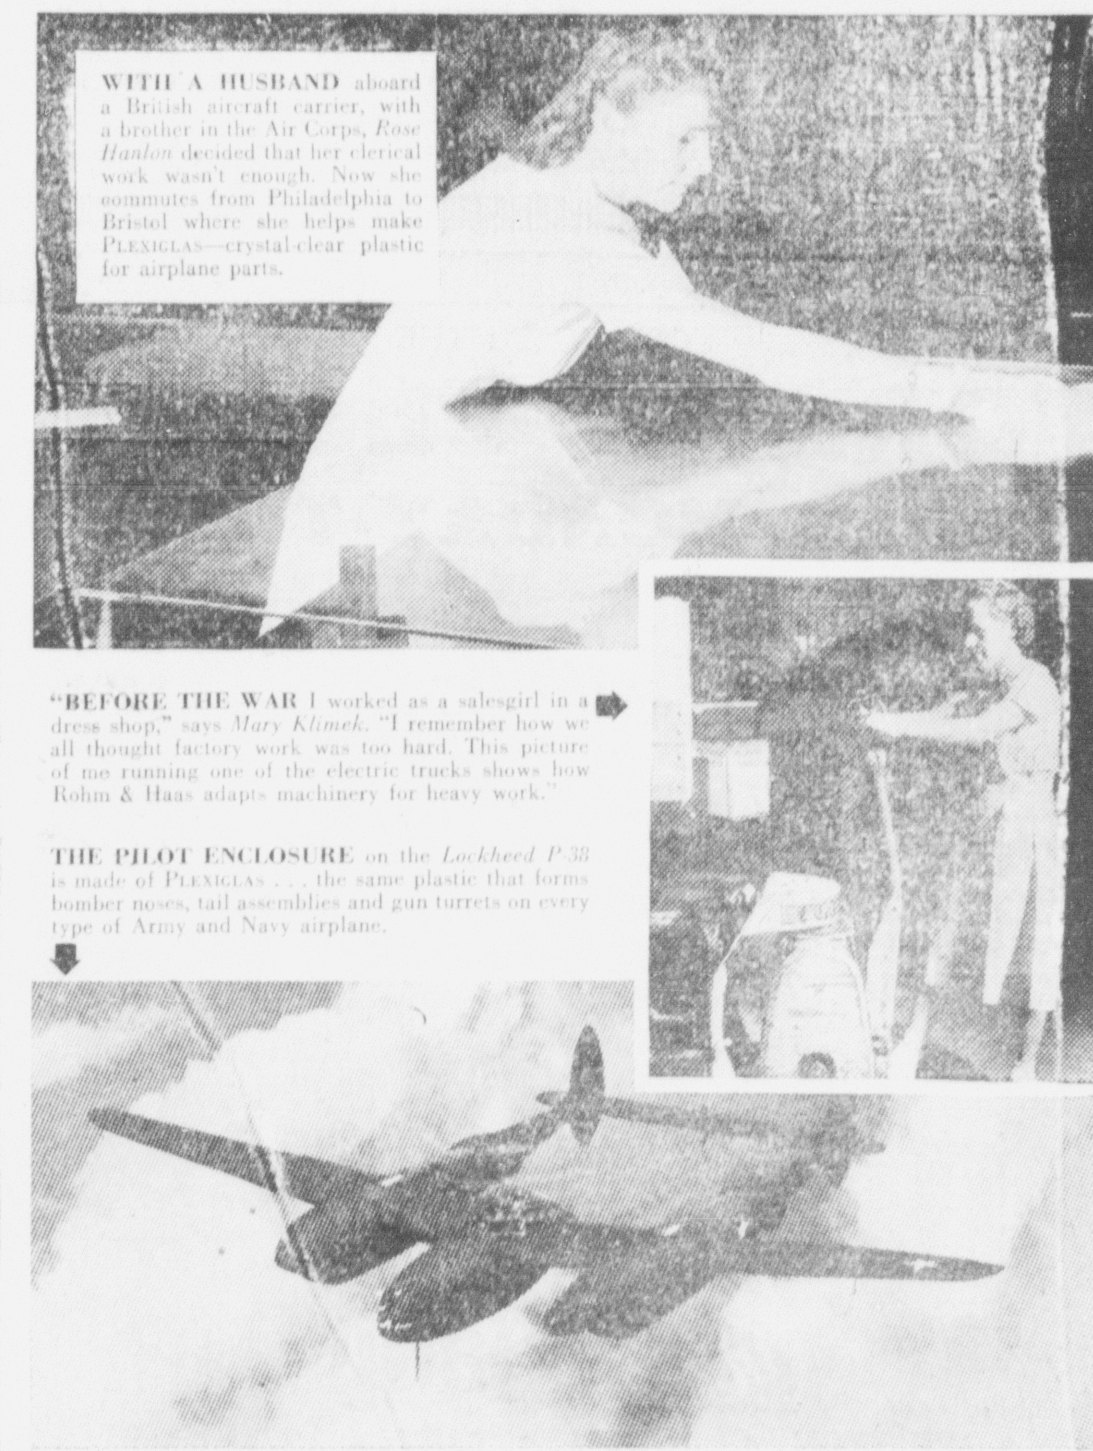 WITH A HUSBAND aboard
a British aircraft carrier, with
a brother in the Air Corps, Rose
Hanlon decided that her clerical
work wasn't enough. Now she
commutes from Philadelphia to
Bristol where she helps make
PLEXIGLAS—crystal-clear plastic
for airplane parts.
"BEFORE THE WAR I worked as a salesgirl in a
dress shop," says Mary Klimek. "I remember how we
all thought factory work was too hard. This picture
of me running one of the electric trucks shows how
Rohm & Haas adapts machinery for heavy work."
THE PILOT ENCLOSURE on the Lockheed P-38
is made of PLEXIGLAS . . . the same plastic that forms
bomber noses, tail assemblies and gun turrets on every
type of Army and Navy airplane.